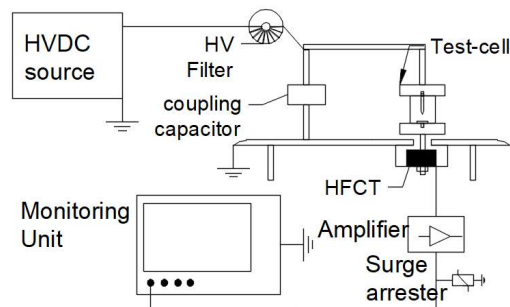 HVDC
source
HV
Filter
Test-cell
coupling
capacitor
HFCT
Monitoring
Unit
Amplifier
Surge
arrester